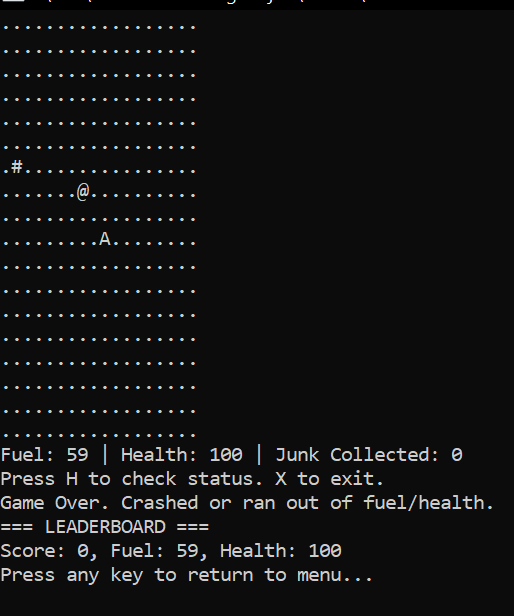 ..................
..................
..................
..................
..................
..................
.#................
.......@..........
..................
.........A........
..................
..................
..................
..................
..................
..................
..................
..................
Fuel: 59 | Health: 100 | Junk Collected: 0
Press H to check status. X to exit.
Game Over. Crashed or ran out of fuel/health.
=== LEADERBOARD ===
Score: 0, Fuel: 59, Health: 100
Press any key to return to menu...